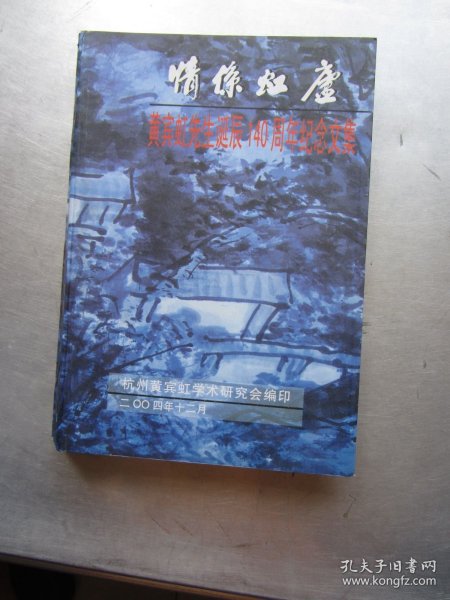 情係虹廬
黄宾虹先生诞辰140周年纪念文集
杭州黄宾虹学术研究会编印
二〇〇四年十二月
孔夫子旧书网
www.kongfz.com